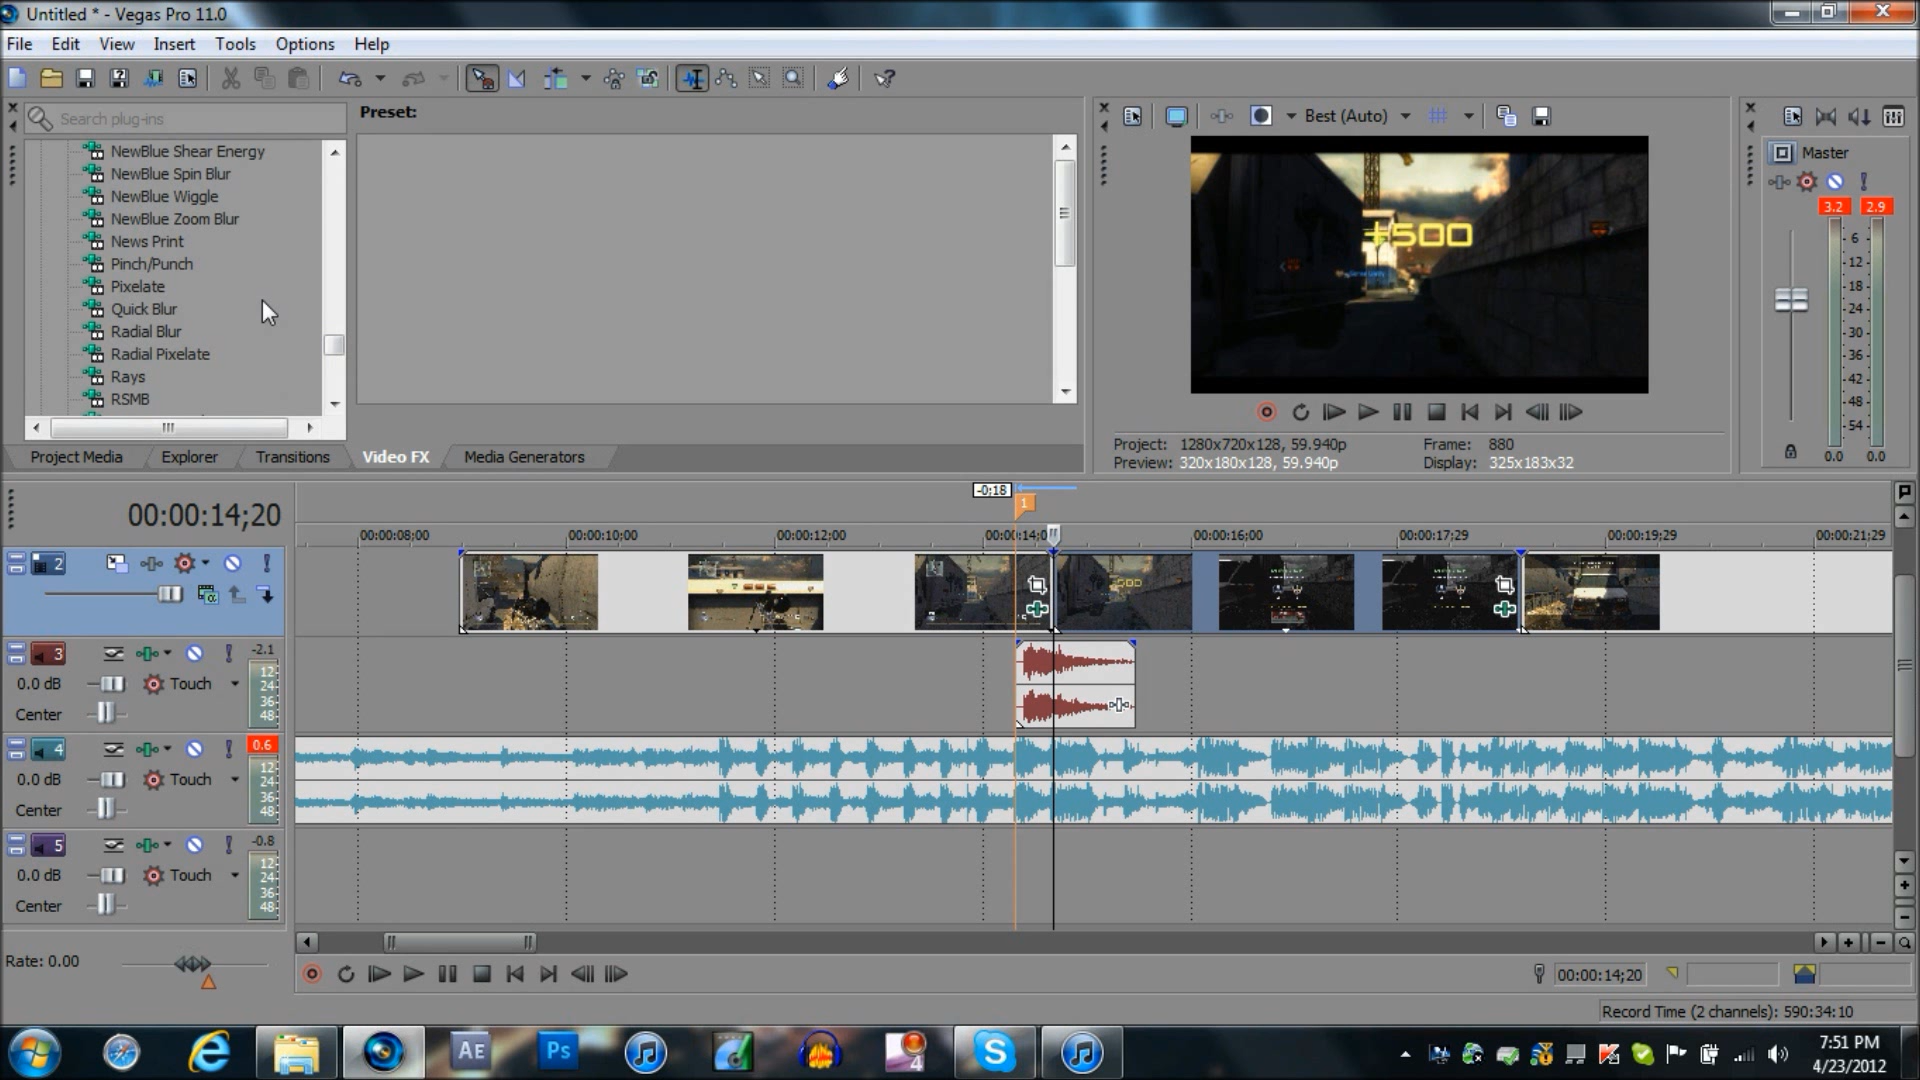 Untitled * - Vegas Pro 11.0
File Edit View Insert Tools Options Help
Search plug-ins
NewBlue Shear Energy
NewBlue Spin Blur
NewBlue Wiggle
NewBlue Zoom Blur
News Print
Pinch/Punch
Pixelate
Quick Blur
Radial Blur
Radial Pixelate
Rays
RSMB
Preset:
Project Media Explorer Transitions Video FX Media Generators
Best (Auto)
+500
Project: 1280x720x128, 59.940p Frame: 880
Preview: 320x180x128, 59.940p Display: 325x183x32
Master
3.2 2.9
6
12
18
24
30
36
42
48
54
0.0 0.0
00:00:14;20
-0;18
1
00:00:08;00 00:00:10;00 00:00:12;00 00:00:14;0 00:00:16;00 00:00:17;29 00:00:19;29 00:00:21;29
2
3 -2.1
0.0 dB Touch
Center
12
24
36
48
4 0.6
0.0 dB Touch
Center
12
24
36
48
5 -0.8
0.0 dB Touch
Center
12
24
36
48
Rate: 0.00
00:00:14;20
Record Time (2 channels): 590:34:10
AE Ps 4 S
7:51 PM
4/23/2012